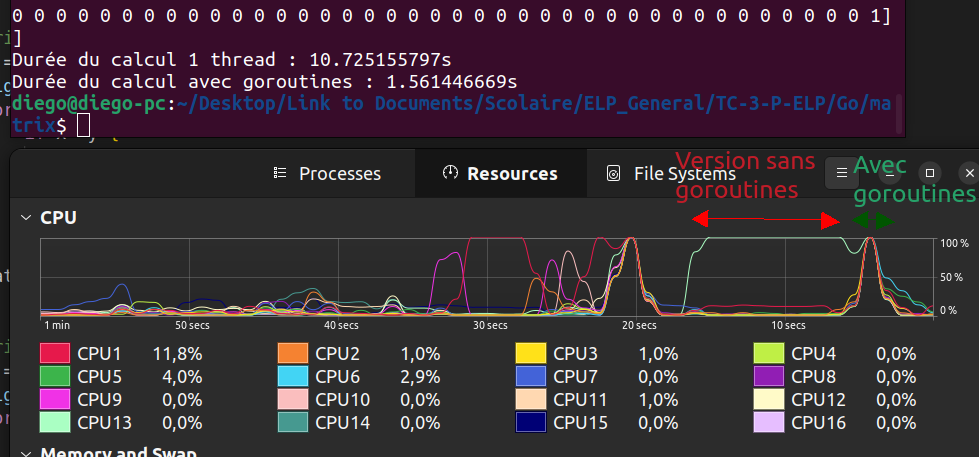 0 0 0 0 0 0 0 0 0 0 0 0 0 0 0 0 0 0 0 0 0 0 0 0 0 0 0 0 0 0 0 0 0 0 0 0 0 0 0 0 1]
]
Durée du calcul 1 thread : 10.725155797s
Durée du calcul avec goroutines : 1.561446669s
diego@diego-pc:~/Desktop/Link to Documents/Scolaire/ELP_General/TC-3-P-ELP/Go/ma
trix$
Processes
Resources
File Systems
Version sans
goroutines
Avec
goroutines
CPU
100 %
50 %
0 %
1 min
50 secs
40 secs
30 secs
20 secs
10 secs
CPU1 11,8%
CPU2 1,0%
CPU3 1,0%
CPU4 0,0%
CPU5 4,0%
CPU6 2,9%
CPU7 0,0%
CPU8 0,0%
CPU9 0,0%
CPU10 0,0%
CPU11 1,0%
CPU12 0,0%
CPU13 0,0%
CPU14 0,0%
CPU15 0,0%
CPU16 0,0%
Memory and Swap